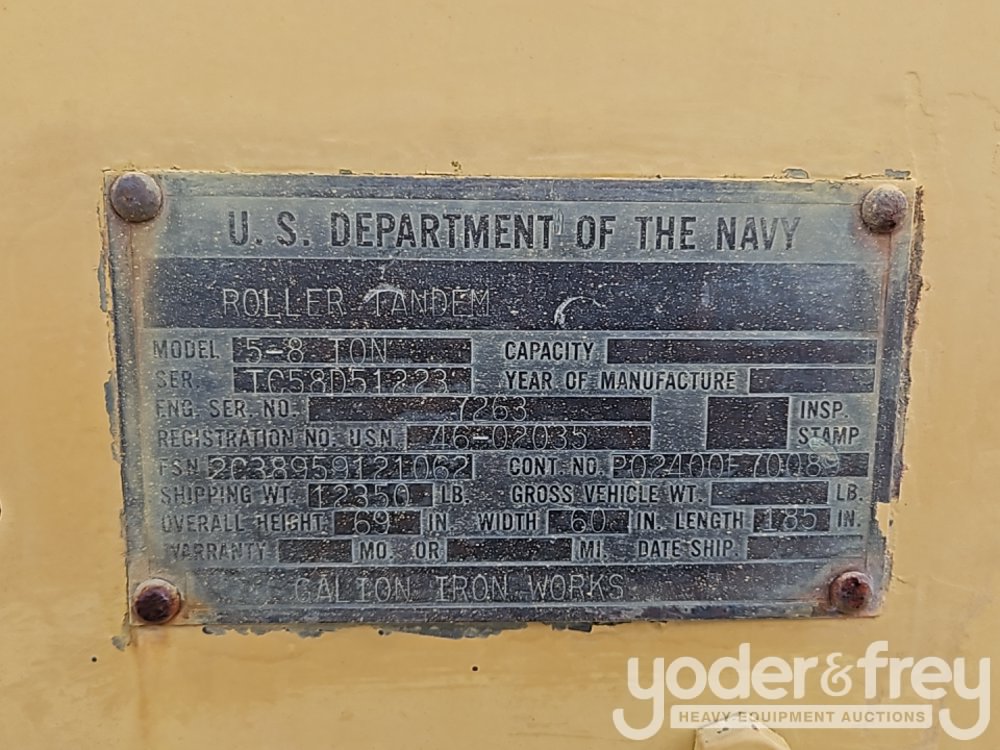 U. S. DEPARTMENT OF THE NAVY
ROLLER TANDEM
MODEL 5-8 TON CAPACITY
SER. TC58D51223 YEAR OF MANUFACTURE
ENG. SER. NO. 7263 INSP.
REGISTRATION NO. U.S.N. 46-02035 STAMP
FSN 2C38959121062 CONT. NO. P02400F70089
SHIPPING WT. 12350 LB. GROSS VEHICLE WT. LB.
OVERALL HEIGHT 69 IN. WIDTH 60 IN. LENGTH 185 IN.
WARRANTY MO. OR MI. DATE SHIP.
GALION IRON WORKS
yoder&frey
HEAVY EQUIPMENT AUCTIONS